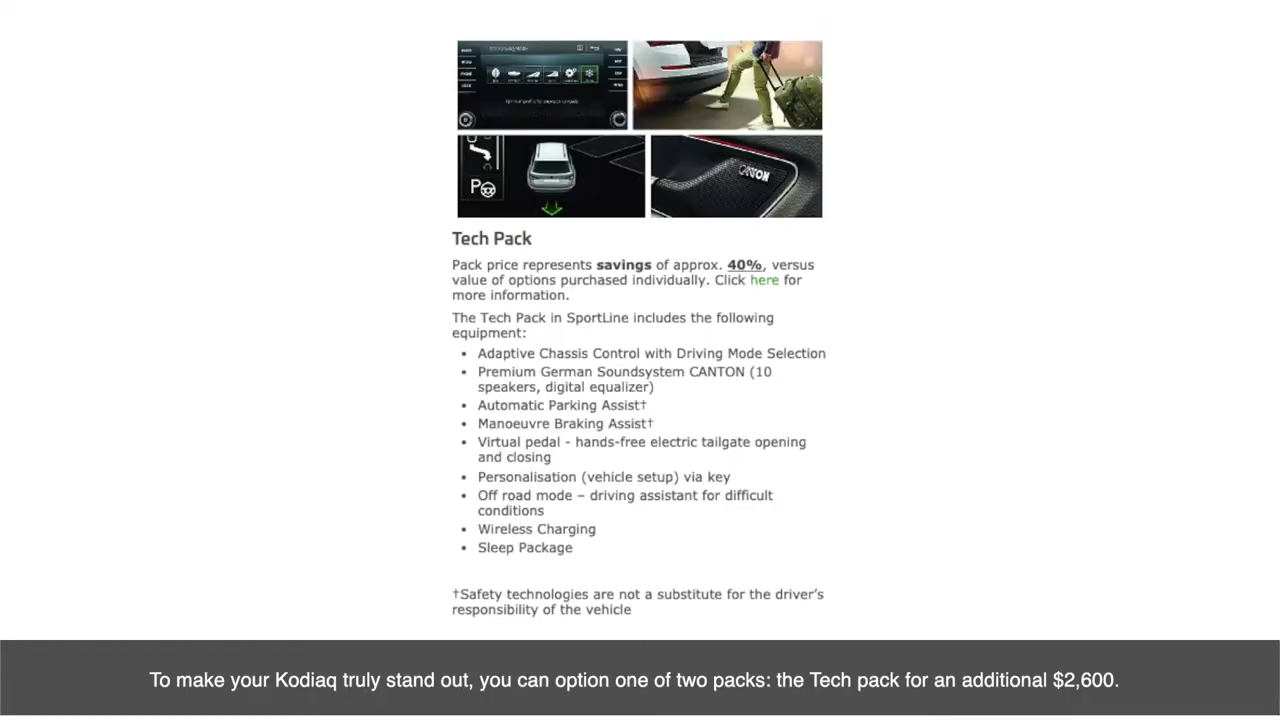 P
CANTON
Tech Pack
Pack price represents savings of approx. 40%, versus
value of options purchased individually. Click here for
more information.
The Tech Pack in SportLine includes the following
equipment:
• Adaptive Chassis Control with Driving Mode Selection
• Premium German Soundsystem CANTON (10
speakers, digital equalizer)
• Automatic Parking Assist†
• Manoeuvre Braking Assist†
• Virtual pedal - hands-free electric tailgate opening
and closing
• Personalisation (vehicle setup) via key
• Off road mode – driving assistant for difficult
conditions
• Wireless Charging
• Sleep Package
†Safety technologies are not a substitute for the driver’s
responsibility of the vehicle
To make your Kodiaq truly stand out, you can option one of two packs: the Tech pack for an additional $2,600.